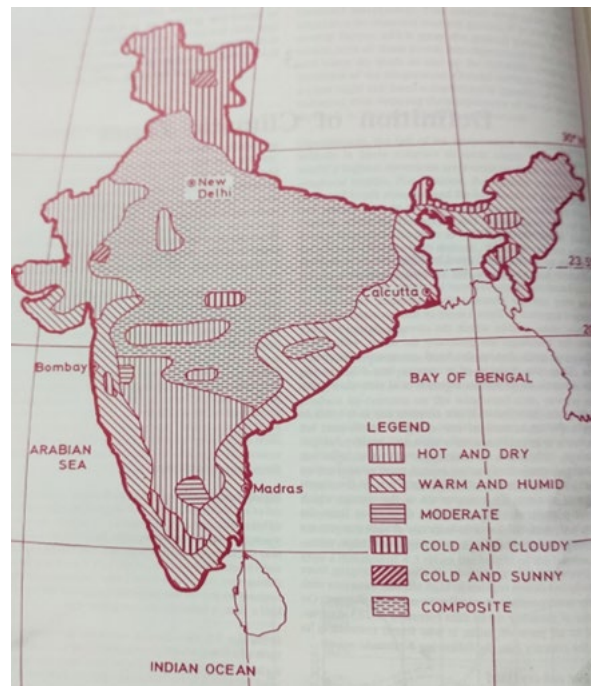 New
Delhi
30°N
23.5
Calcutta
Bombay
BAY OF BENGAL
ARABIAN
SEA
Madras
LEGEND
HOT AND DRY
WARM AND HUMID
MODERATE
COLD AND CLOUDY
COLD AND SUNNY
COMPOSITE
INDIAN OCEAN